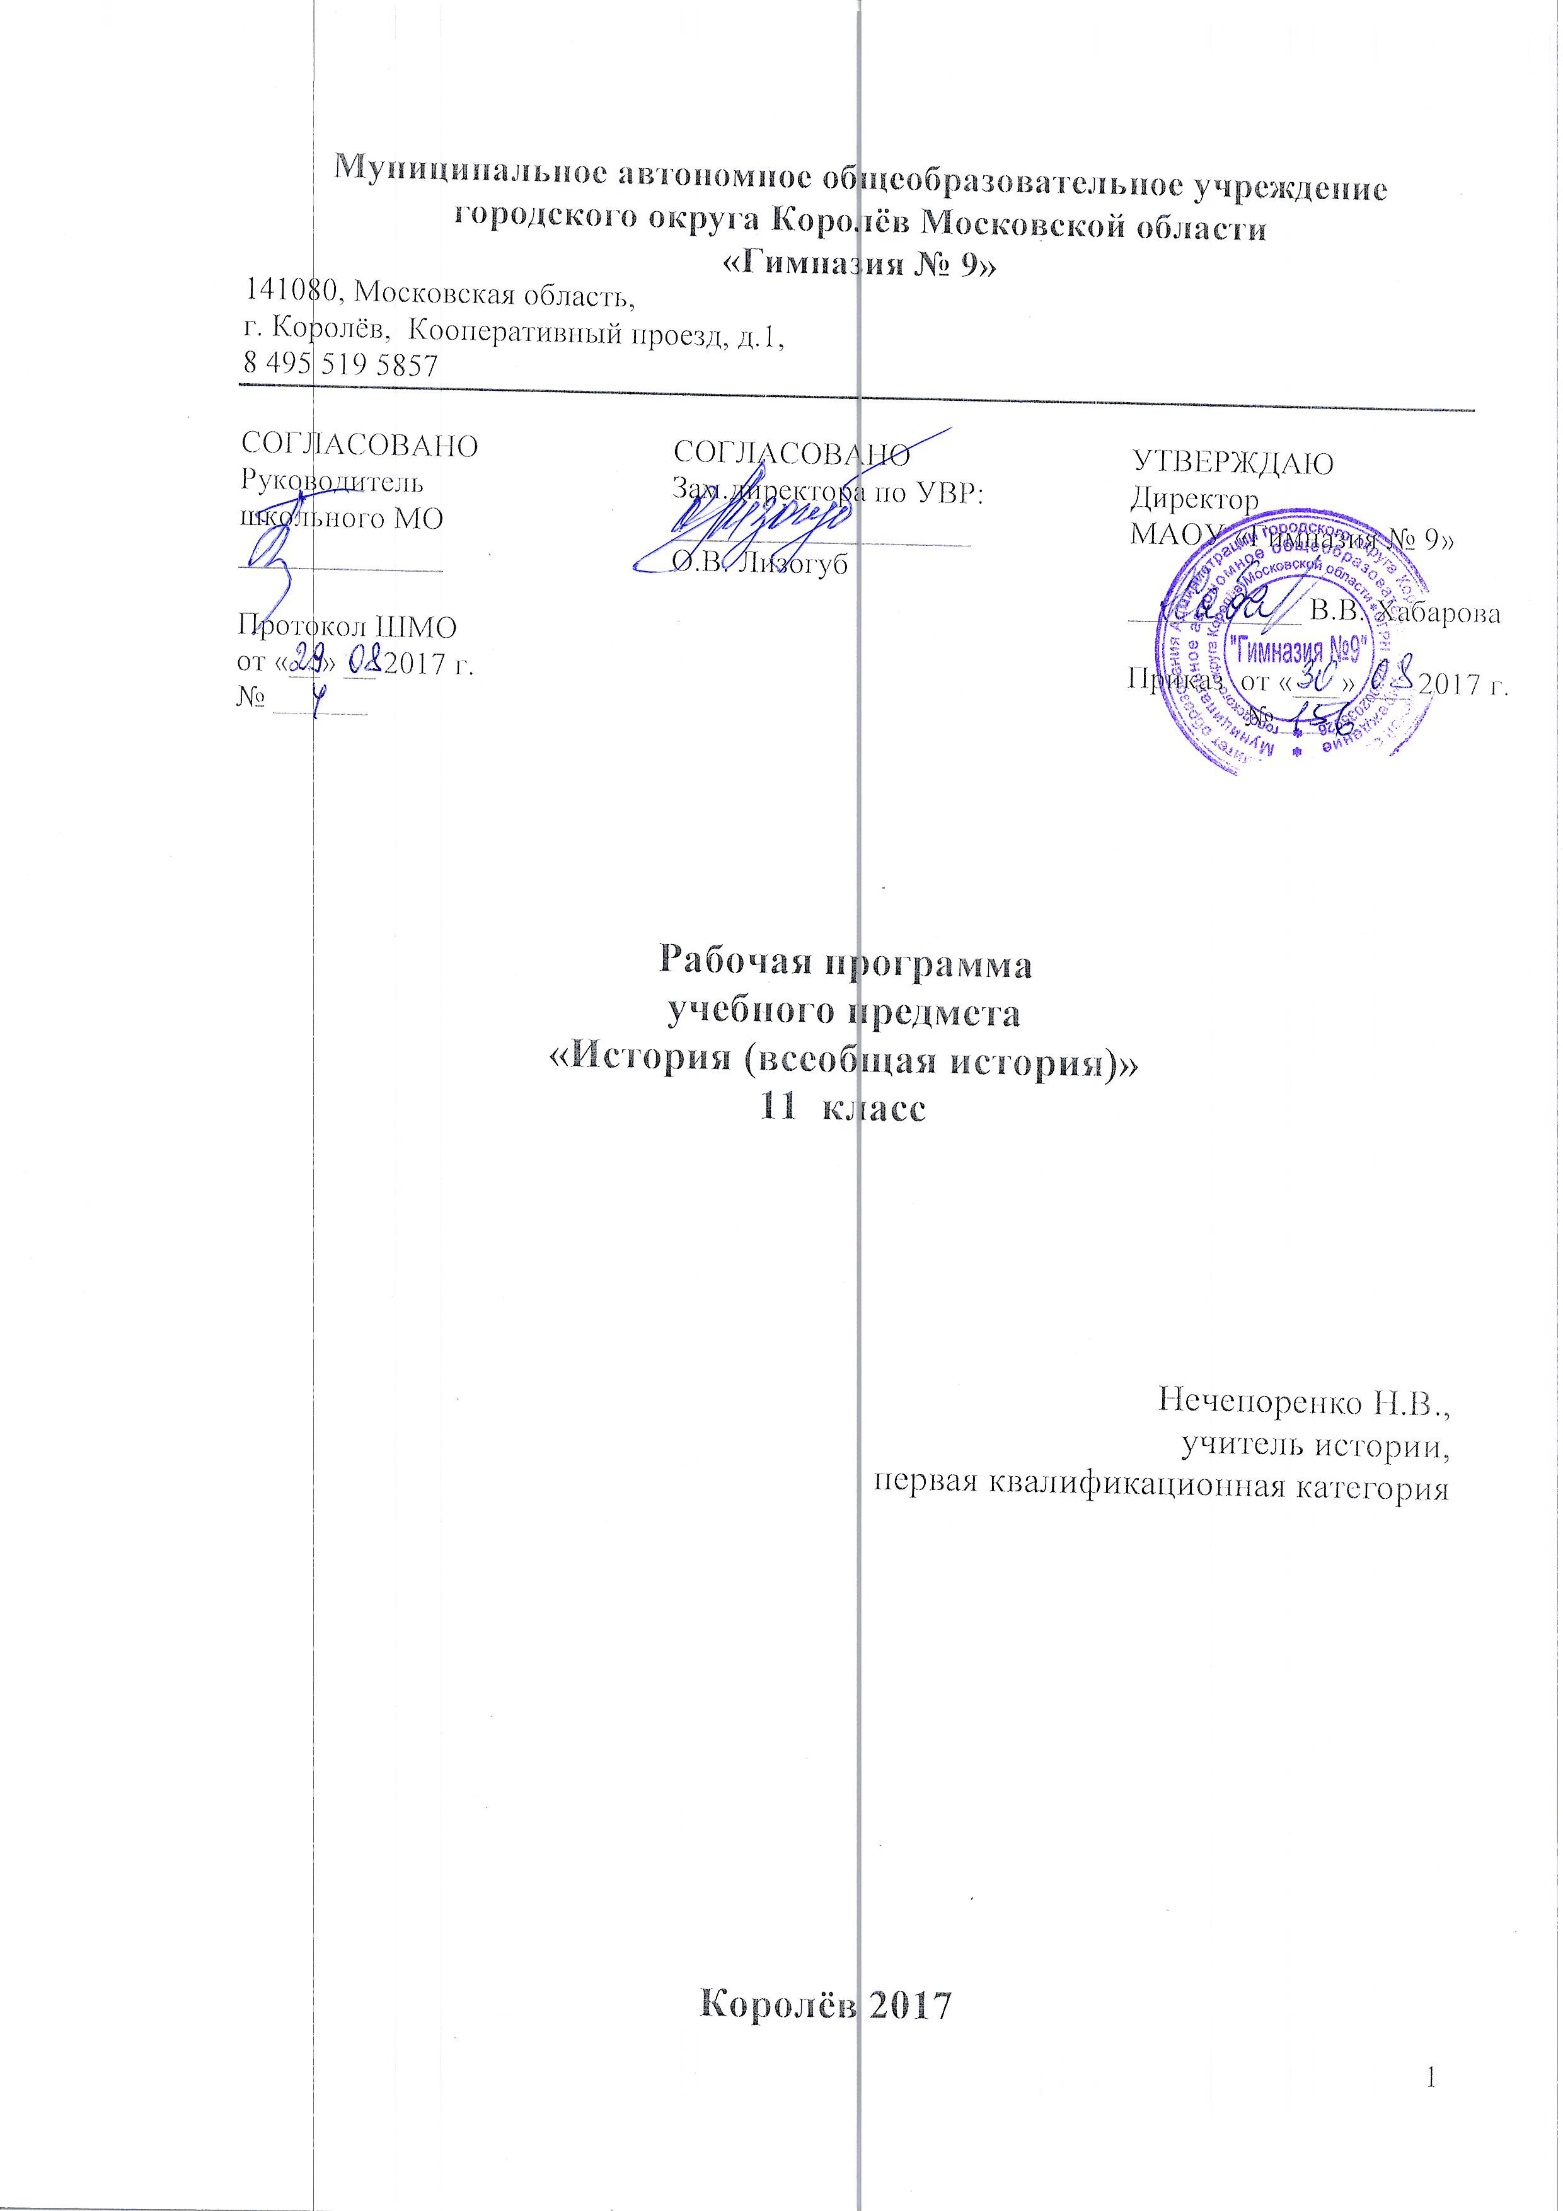 Муниципальное автономное общеобразовательное учреждение
городского округа Королёв Московской области
«Гимназия № 9»
141080, Московская область,
г. Королёв,  Кооперативный проезд, д.1,
8 495 519 5857
СОГЛАСОВАНО
Руководитель
школьного МО
Протокол ШМО
от «29» 08 2017 г.
№ 4
СОГЛАСОВАНО
Зам.директора по УВР:
О.В. Лизогуб
УТВЕРЖДАЮ
Директор
МАОУ «Гимназия № 9»
В.В. Хабарова
"Гимназия №9"
Приказ  от «30» 08 2017 г.
№ 156
Рабочая программа
учебного предмета
«История (всеобщая история)»
11  класс
Нечепоренко Н.В.,
учитель истории,
первая квалификационная категория
Королёв 2017
1